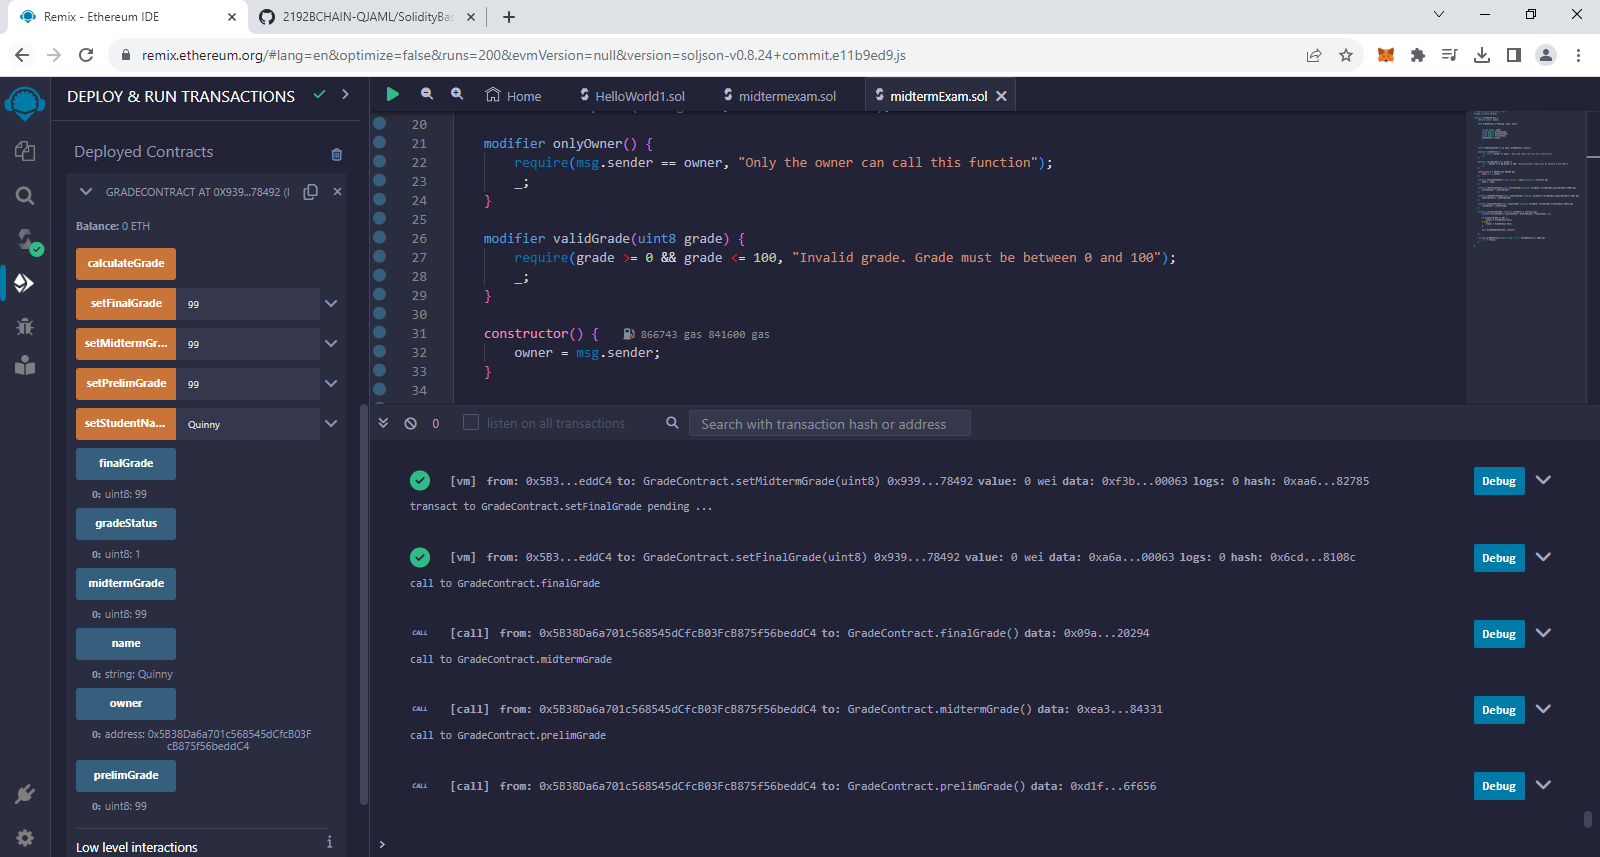 Remix - Ethereum IDE
2192BCHAIN-QJAML/SolidityBas
remix.ethereum.org/#lang=en&optimize=false&runs=200&evmVersion=null&version=soljson-v0.8.24+commit.e11b9ed9.js
DEPLOY & RUN TRANSACTIONS
Deployed Contracts
GRADECONTRACT AT 0X939...78492 (
Balance: 0 ETH
calculateGrade
setFinalGrade 99
setMidtermGr... 99
setPrelimGrade 99
setStudentNa... Quinny
finalGrade
0: uint8: 99
gradeStatus
0: uint8: 1
midtermGrade
0: uint8: 99
name
0: string: Quinny
owner
0: address: 0x5B38Da6a701c568545dCfcB03F
cB875f56beddC4
prelimGrade
0: uint8: 99
Low level interactions
i
Home
HelloWorld1.sol
midtermexam.sol
midtermExam.sol
20
21 modifier onlyOwner() {
22 require(msg.sender == owner, "Only the owner can call this function");
23 _;
24 }
25
26 modifier validGrade(uint8 grade) {
27 require(grade >= 0 && grade <= 100, "Invalid grade. Grade must be between 0 and 100");
28 _;
29 }
30
31 constructor() { 866743 gas 841600 gas
32 owner = msg.sender;
33 }
34
0 listen on all transactions Search with transaction hash or address
[vm] from: 0x5B3...eddC4 to: GradeContract.setMidtermGrade(uint8) 0x939...78492 value: 0 wei data: 0xf3b...00063 logs: 0 hash: 0xaa6...82785 Debug
transact to GradeContract.setFinalGrade pending ...
[vm] from: 0x5B3...eddC4 to: GradeContract.setFinalGrade(uint8) 0x939...78492 value: 0 wei data: 0xa6a...00063 logs: 0 hash: 0x6cd...8108c Debug
call to GradeContract.finalGrade
CALL [call] from: 0x5B38Da6a701c568545dCfcB03FcB875f56beddC4 to: GradeContract.finalGrade() data: 0x09a...20294 Debug
call to GradeContract.midtermGrade
CALL [call] from: 0x5B38Da6a701c568545dCfcB03FcB875f56beddC4 to: GradeContract.midtermGrade() data: 0xea3...84331 Debug
call to GradeContract.prelimGrade
CALL [call] from: 0x5B38Da6a701c568545dCfcB03FcB875f56beddC4 to: GradeContract.prelimGrade() data: 0xd1f...6f656 Debug
>